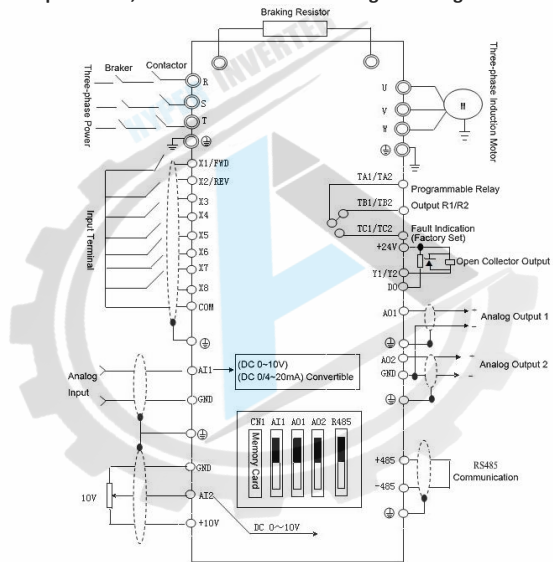 Braking Resistor
Braker Contactor
Three-phase Power
R
S
T
U
V
W
M
Three-phase Induction Motor
HYPER INVERTER
X1/FWD
X2/REV
X3
X4
X5
X6
X7
X8
COM
Input Terminal
TA1/TA2
Programmable Relay
TB1/TB2
Output R1/R2
TC1/TC2
Fault Indication
(Factory Set)
+24V
Open Collector Output
Y1/Y2
DO
AO1
Analog Output 1
AO2
GND
Analog Output 2
Analog
Input
AI1
GND
(DC 0~10V)
(DC 0/4~20mA) Convertible
CN1 AI1 AO1 AO2 R485
Memory Card
GND
10V
AI2
+10V
DC 0～10V
+485
-485
RS485
Communication